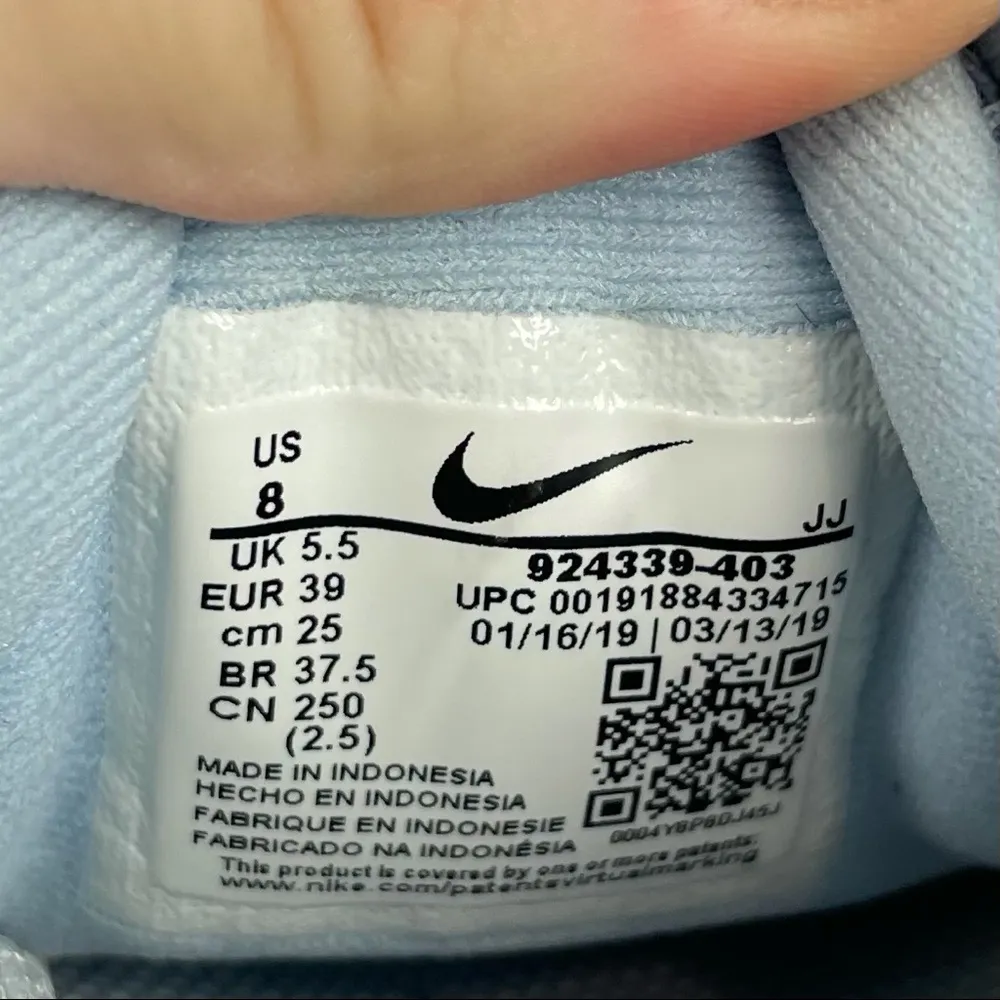 US
8
JJ
UK 5.5
EUR 39
cm 25
BR 37.5
CN 250
(2.5)
924339-403
UPC 00191884334715
01/16/19 | 03/13/19
MADE IN INDONESIA
HECHO EN INDONESIA
FABRIQUE EN INDONESIE
FABRICADO NA INDONÉSIA
This product is covered by one or more patents.
www.nike.com/patentsvirtualmarking